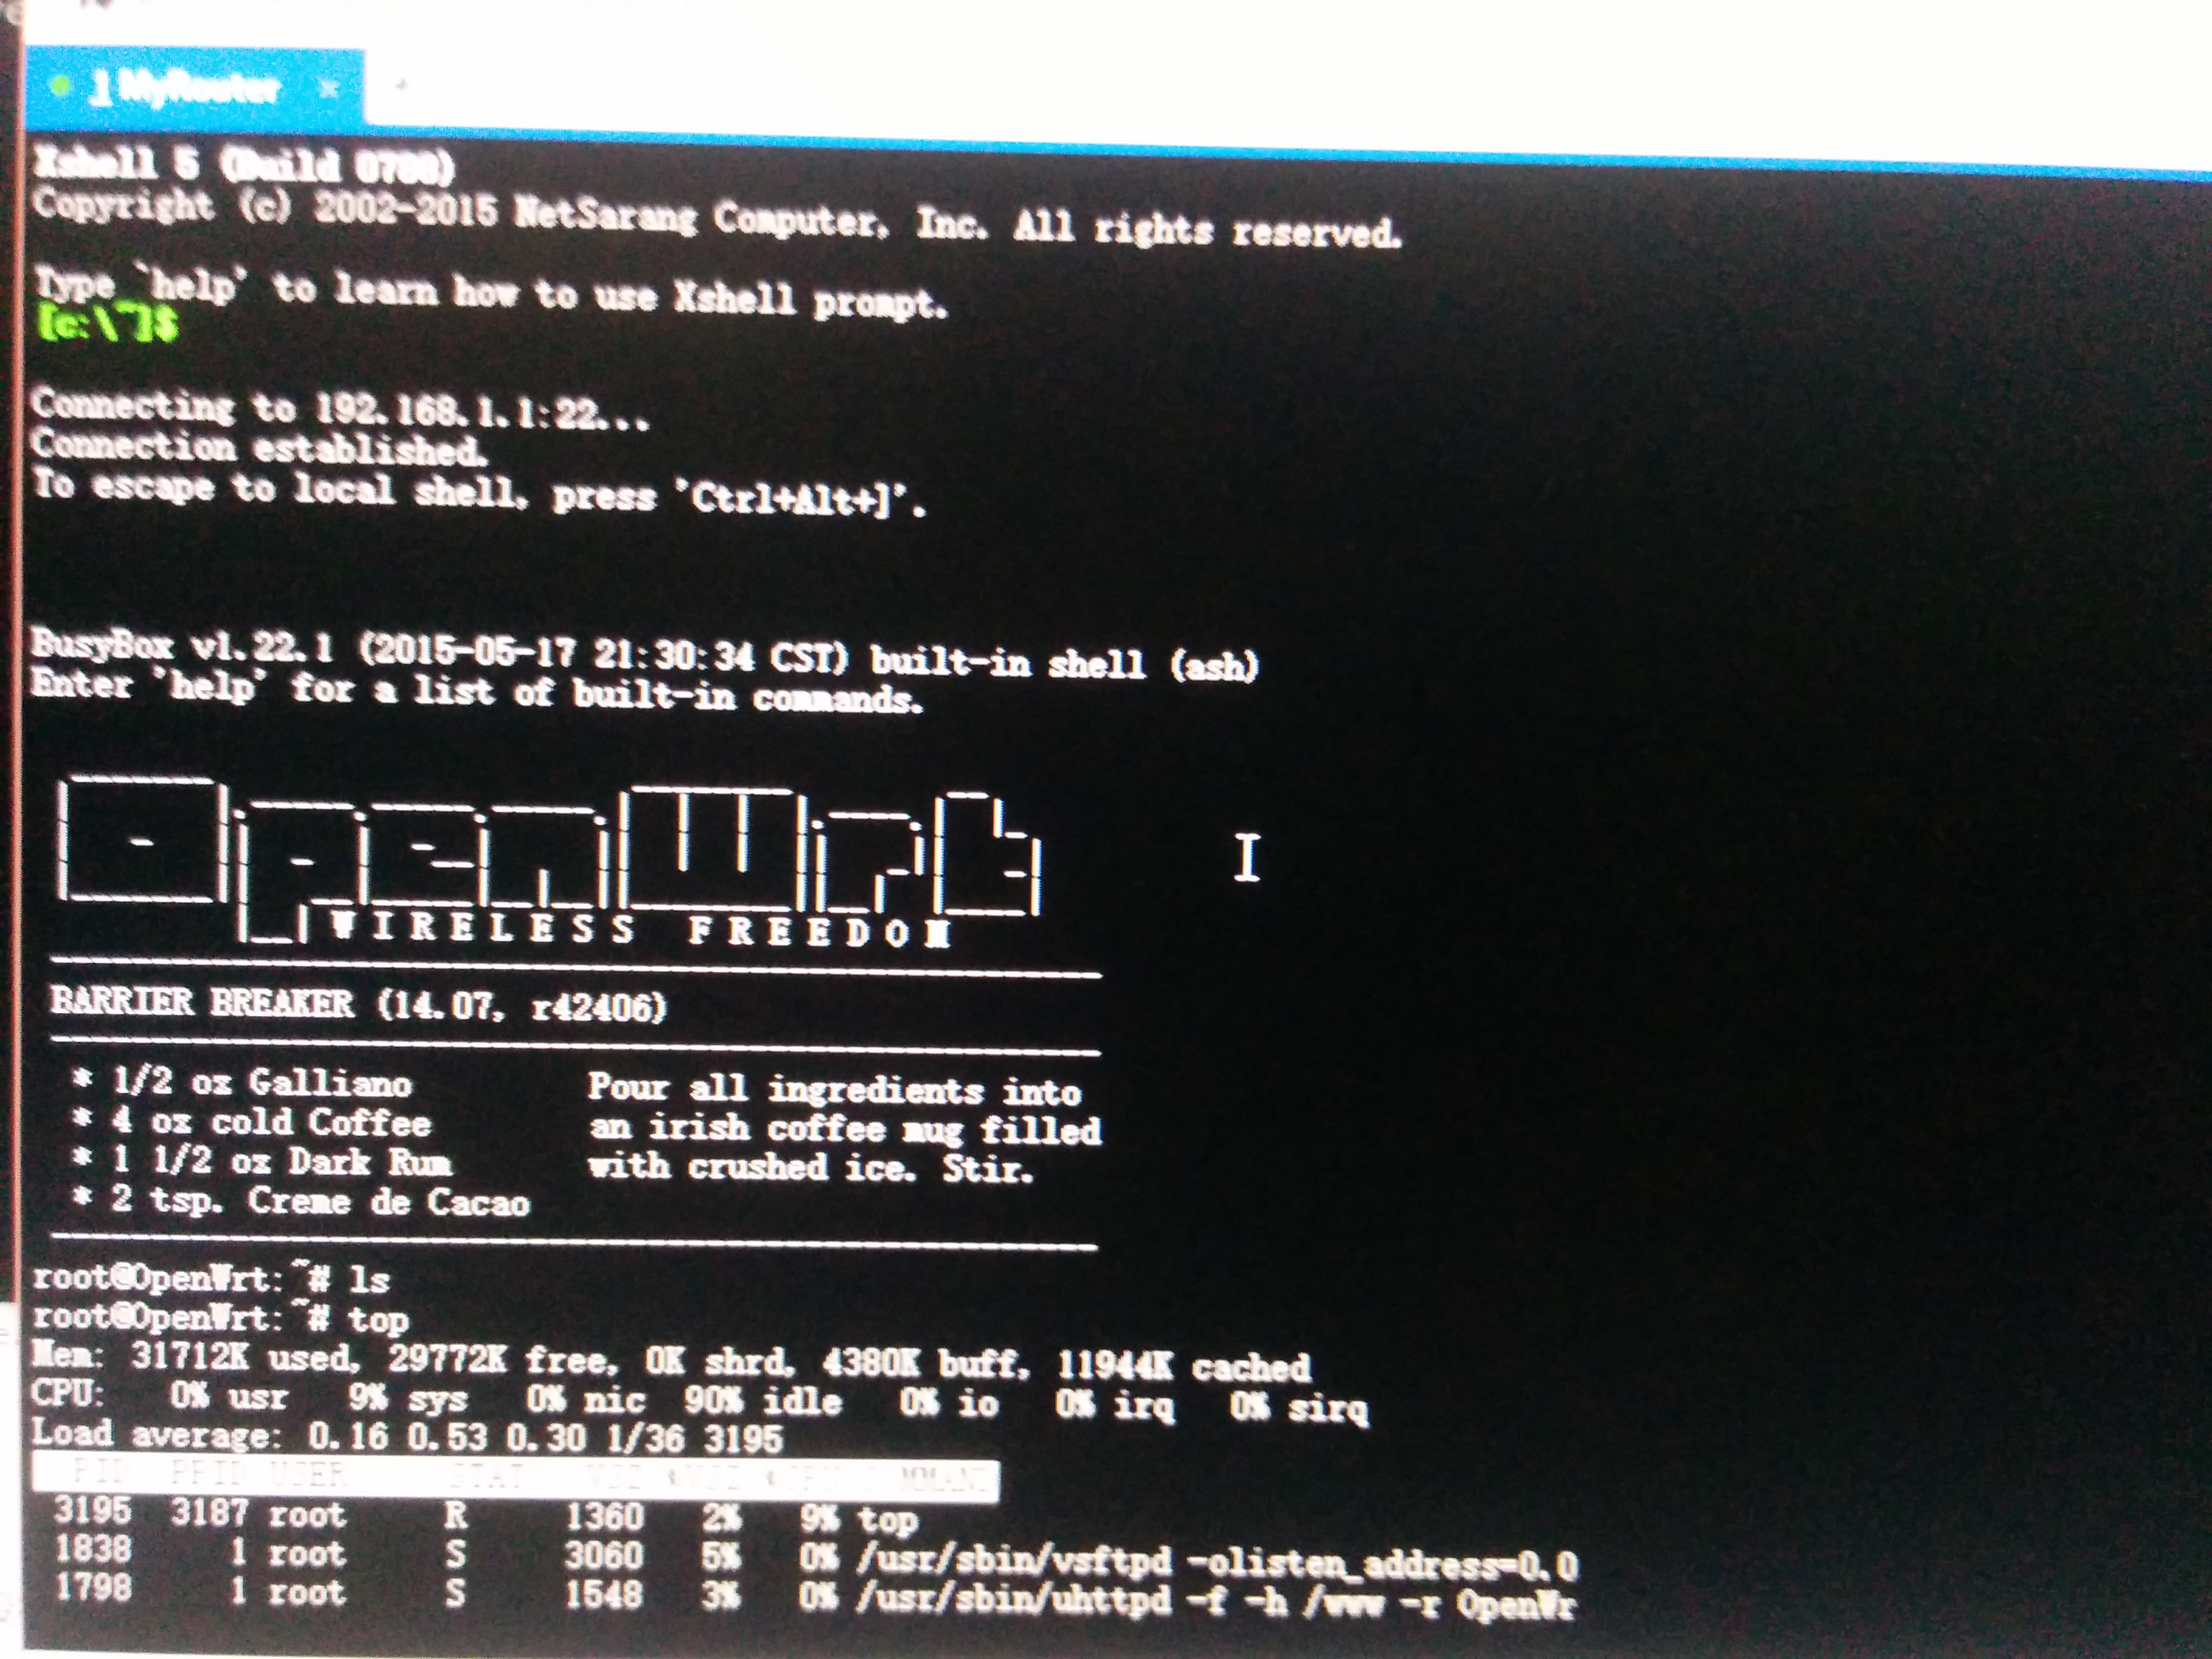 1 MyRouter
Xshell 5 (Build 0788)
Copyright (c) 2002-2015 NetSarang Computer, Inc. All rights reserved.
Type `help' to learn how to use Xshell prompt.
[c:\~]$
Connecting to 192.168.1.1:22...
Connection established.
To escape to local shell, press 'Ctrl+Alt+]'.
BusyBox v1.22.1 (2015-05-17 21:30:34 CST) built-in shell (ash)
Enter 'help' for a list of built-in commands.
OpenWrt
W I R E L E S S   F R E E D O M
BARRIER BREAKER (14.07, r42406)
* 1/2 oz Galliano Pour all ingredients into
* 4 oz cold Coffee an irish coffee mug filled
* 1 1/2 oz Dark Rum with crushed ice. Stir.
* 2 tsp. Creme de Cacao
root@OpenWrt:~# ls
root@OpenWrt:~# top
Mem: 31712K used, 29772K free, 0K shrd, 4380K buff, 11944K cached
CPU: 0% usr 9% sys 0% nic 90% idle 0% io 0% irq 0% sirq
Load average: 0.16 0.53 0.30 1/36 3195
PID PPID USER STAT VSZ %VSZ %CPU COMMAND
3195 3187 root R 1360 2% 9% top
1838 1 root S 3060 5% 0% /usr/sbin/vsftpd -olisten_address=0.0
1798 1 root S 1548 3% 0% /usr/sbin/uhttpd -f -h /www -r OpenWr